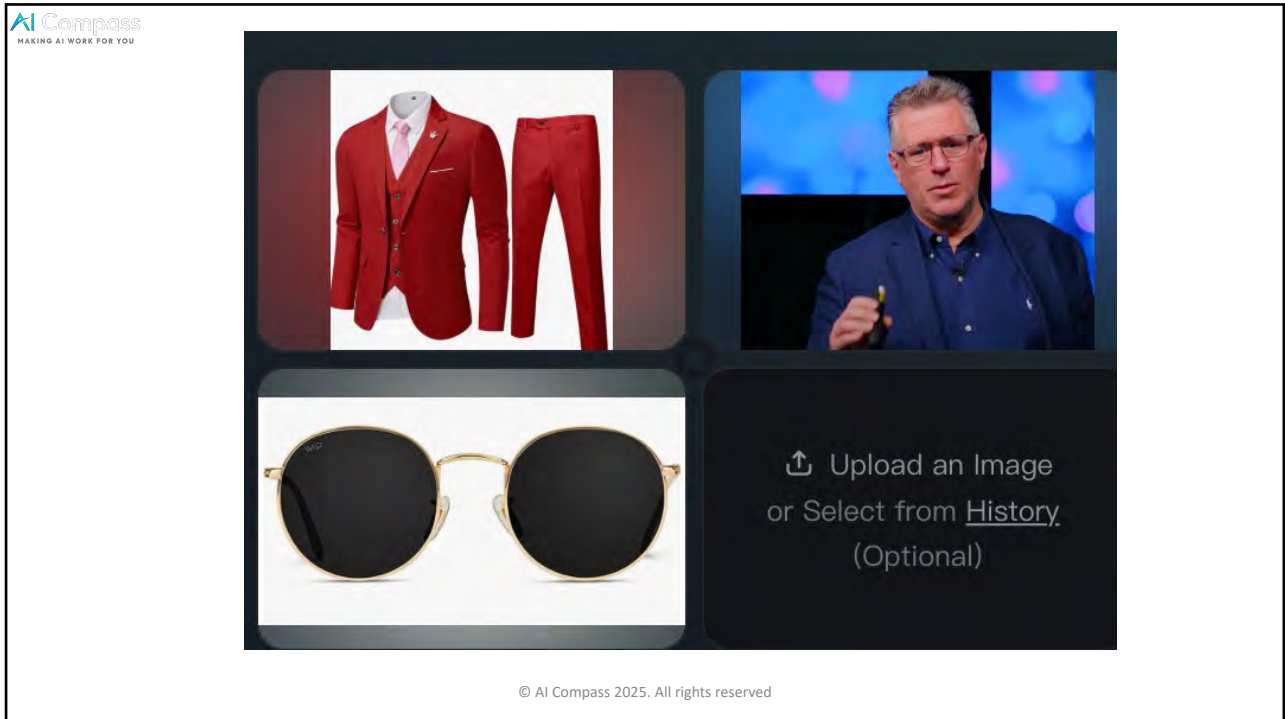 AI Compass
MAKING AI WORK FOR YOU
Upload an Image
or Select from History
(Optional)
© AI Compass 2025. All rights reserved